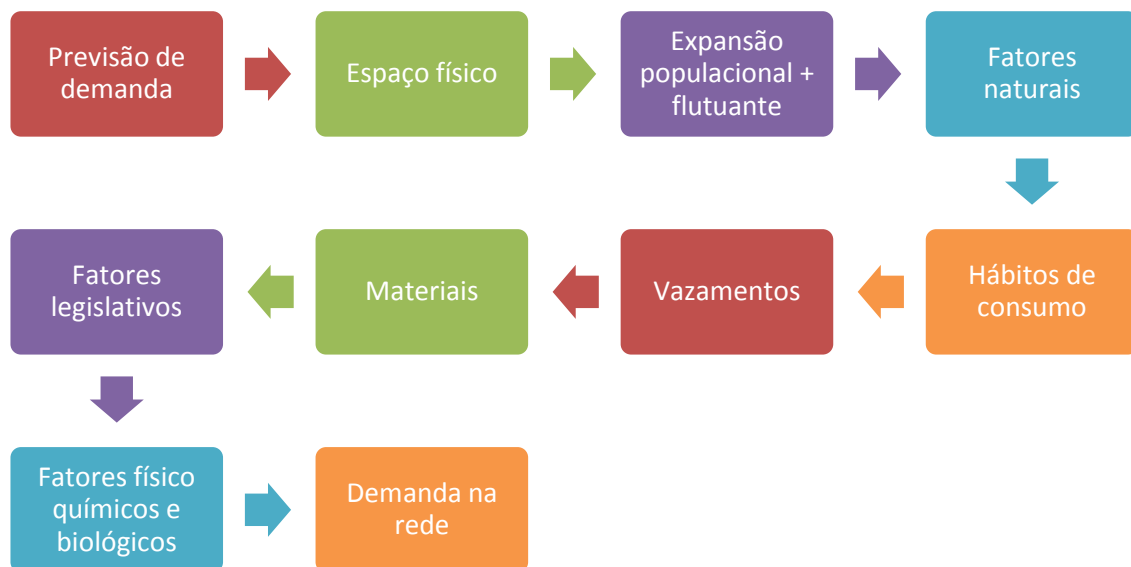 Previsão de
demanda
Espaço físico
Expansão
populacional +
flutuante
Fatores
naturais
Hábitos de
consumo
Vazamentos
Materiais
Fatores
legislativos
Fatores físico
químicos e
biológicos
Demanda na
rede